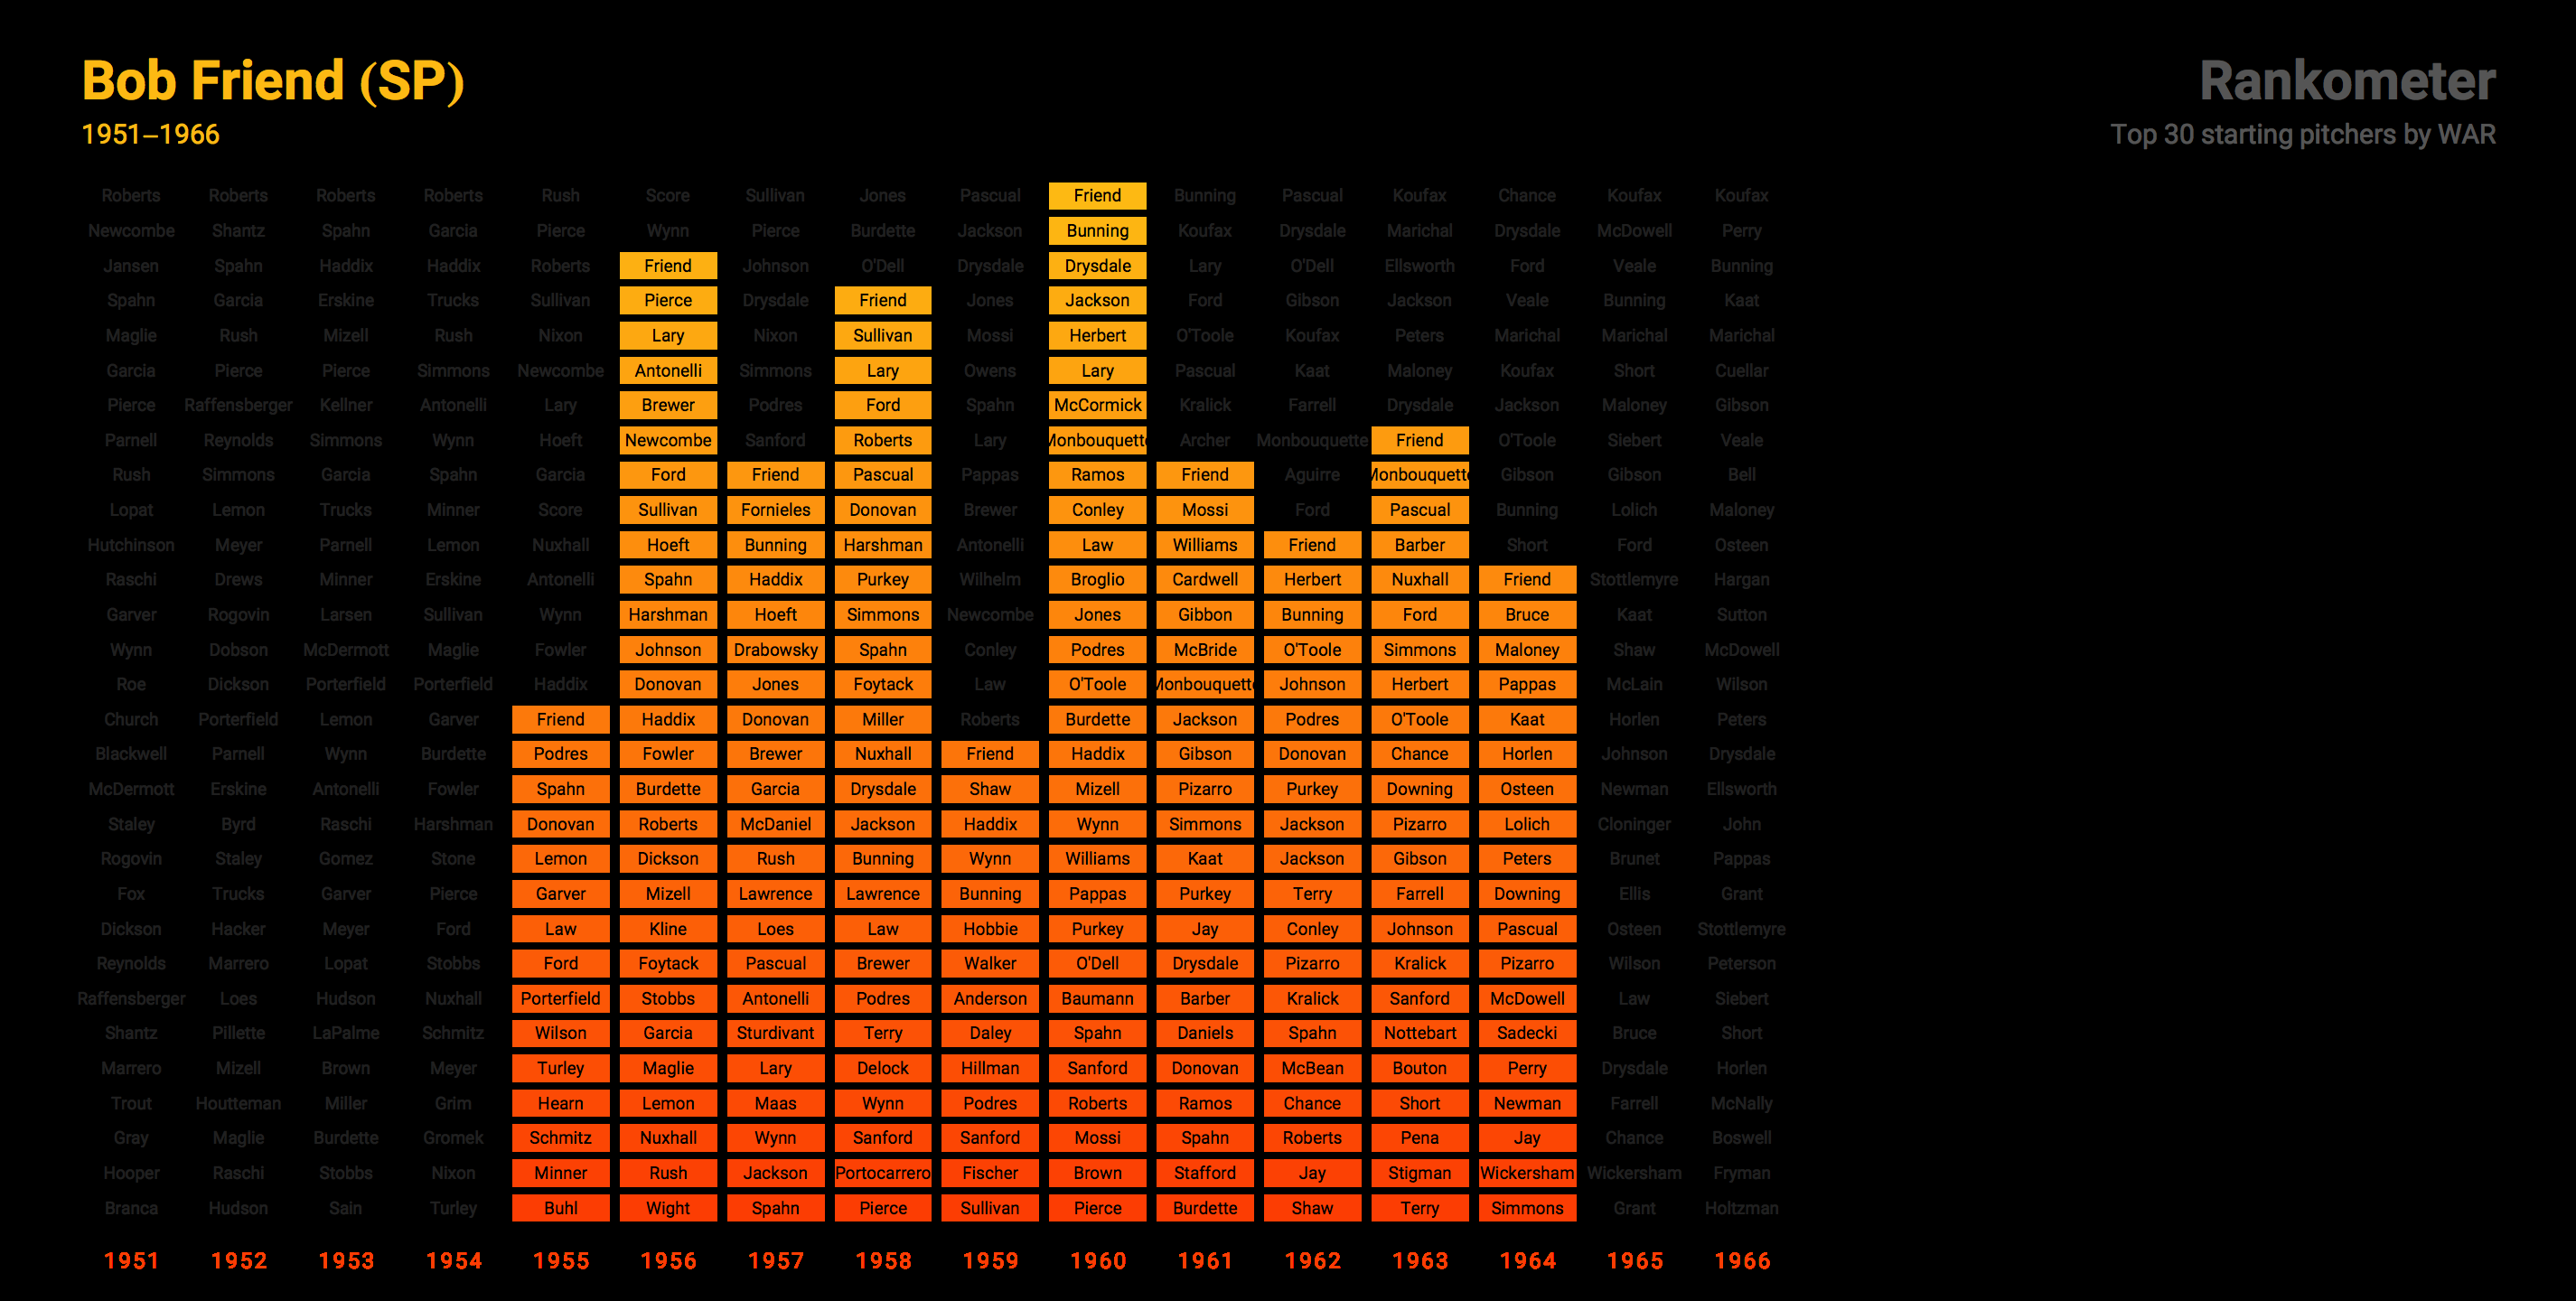 Bob Friend (SP)
1951–1966
Rankometer
Top 30 starting pitchers by WAR
Roberts Roberts Roberts Roberts Rush Score Sullivan Jones Pascual Friend Bunning Pascual Koufax Chance Koufax Koufax
Newcombe Shantz Spahn Garcia Pierce Wynn Pierce Burdette Jackson Bunning Koufax Drysdale Marichal Drysdale McDowell Perry
Jansen Spahn Haddix Haddix Roberts Friend Johnson O'Dell Drysdale Drysdale Lary O'Dell Ellsworth Ford Veale Bunning
Spahn Garcia Erskine Trucks Sullivan Pierce Drysdale Friend Jones Jackson Ford Gibson Jackson Veale Bunning Kaat
Maglie Rush Mizell Rush Nixon Lary Nixon Sullivan Mossi Herbert O'Toole Koufax Peters Marichal Marichal Marichal
Garcia Pierce Pierce Simmons Newcombe Antonelli Simmons Lary Owens Lary Pascual Kaat Maloney Koufax Short Cuellar
Pierce Raffensberger Kellner Antonelli Lary Brewer Podres Ford Spahn McCormick Kralick Farrell Drysdale Jackson Maloney Gibson
Parnell Reynolds Simmons Wynn Hoeft Newcombe Sanford Roberts Lary Monbouquette Archer Monbouquette Friend O'Toole Siebert Veale
Rush Simmons Garcia Spahn Garcia Ford Friend Pascual Pappas Ramos Friend Aguirre Monbouquette Gibson Gibson Bell
Lopat Lemon Trucks Minner Score Sullivan Fornieles Donovan Brewer Conley Mossi Ford Pascual Bunning Lolich Maloney
Hutchinson Meyer Parnell Lemon Nuxhall Hoeft Bunning Harshman Antonelli Law Williams Friend Barber Short Ford Osteen
Raschi Drews Minner Erskine Antonelli Spahn Haddix Purkey Wilhelm Broglio Cardwell Herbert Nuxhall Friend Stottlemyre Hargan
Garver Rogovin Larsen Sullivan Wynn Harshman Hoeft Simmons Newcombe Jones Gibbon Bunning Ford Bruce Kaat Sutton
Wynn Dobson McDermott Maglie Fowler Johnson Drabowsky Spahn Conley Podres McBride O'Toole Simmons Maloney Shaw McDowell
Roe Dickson Porterfield Porterfield Haddix Donovan Jones Foytack Law O'Toole Monbouquette Johnson Herbert Pappas McLain Wilson
Church Porterfield Lemon Garver Friend Haddix Donovan Miller Roberts Burdette Jackson Podres O'Toole Kaat Horlen Peters
Blackwell Parnell Wynn Burdette Podres Fowler Brewer Nuxhall Friend Haddix Gibson Donovan Chance Horlen Johnson Drysdale
McDermott Erskine Antonelli Fowler Spahn Burdette Garcia Drysdale Shaw Mizell Pizarro Purkey Downing Osteen Newman Ellsworth
Staley Byrd Raschi Harshman Donovan Roberts McDaniel Jackson Haddix Wynn Simmons Jackson Pizarro Lolich Cloninger John
Rogovin Staley Gomez Stone Lemon Dickson Rush Bunning Wynn Williams Kaat Jackson Gibson Peters Brunet Pappas
Fox Trucks Garver Pierce Garver Mizell Lawrence Lawrence Bunning Pappas Purkey Terry Farrell Downing Ellis Grant
Dickson Hacker Meyer Ford Law Kline Loes Law Hobbie Purkey Jay Conley Johnson Pascual Osteen Stottlemyre
Reynolds Marrero Lopat Stobbs Ford Foytack Pascual Brewer Walker O'Dell Drysdale Pizarro Kralick Pizarro Wilson Peterson
Raffensberger Loes Hudson Nuxhall Porterfield Stobbs Antonelli Podres Anderson Baumann Barber Kralick Sanford McDowell Law Siebert
Shantz Pillette LaPalme Schmitz Wilson Garcia Sturdivant Terry Daley Spahn Daniels Spahn Nottebart Sadecki Bruce Short
Marrero Mizell Brown Meyer Turley Maglie Lary Delock Hillman Sanford Donovan McBean Bouton Perry Drysdale Horlen
Trout Houtteman Miller Grim Hearn Lemon Maas Wynn Podres Roberts Ramos Chance Short Newman Farrell McNally
Gray Maglie Burdette Gromek Schmitz Nuxhall Wynn Sanford Sanford Mossi Spahn Roberts Pena Jay Chance Boswell
Hooper Raschi Stobbs Nixon Minner Rush Jackson Portocarrero Fischer Brown Stafford Jay Stigman Wickersham Wickersham Fryman
Branca Hudson Sain Turley Buhl Wight Spahn Pierce Sullivan Pierce Burdette Shaw Terry Simmons Grant Holtzman
1951 1952 1953 1954 1955 1956 1957 1958 1959 1960 1961 1962 1963 1964 1965 1966